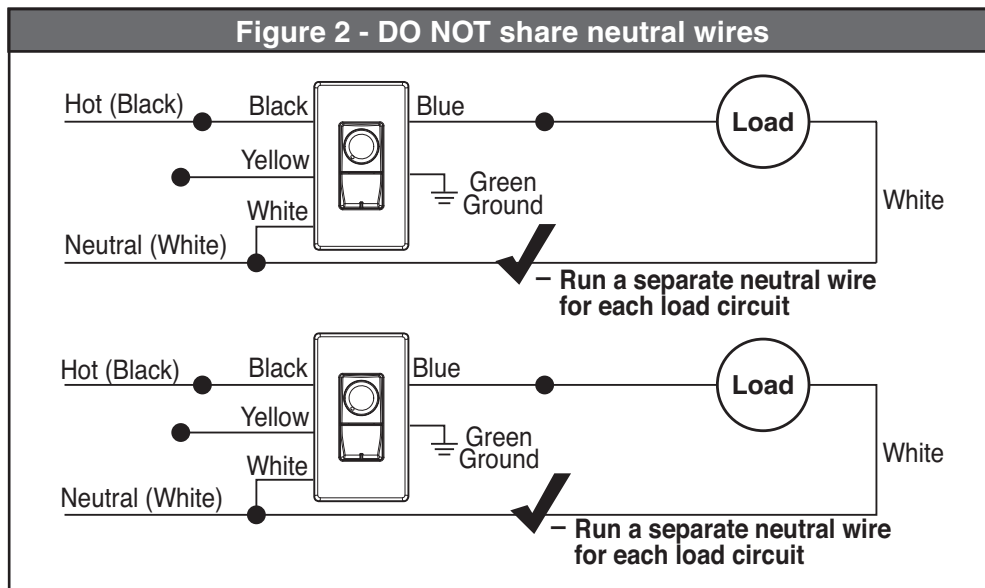 Figure 2 - DO NOT share neutral wires
Hot (Black)
Black
Blue
Load
Yellow
Green
Ground
White
White
Neutral (White)
– Run a separate neutral wire
for each load circuit
Hot (Black)
Black
Blue
Load
Yellow
Green
Ground
White
White
Neutral (White)
– Run a separate neutral wire
for each load circuit